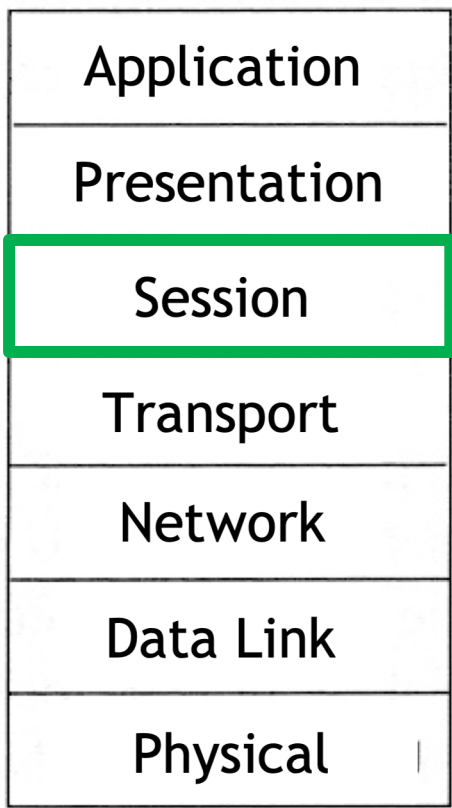 Application
Presentation
Session
Transport
Network
Data Link
Physical